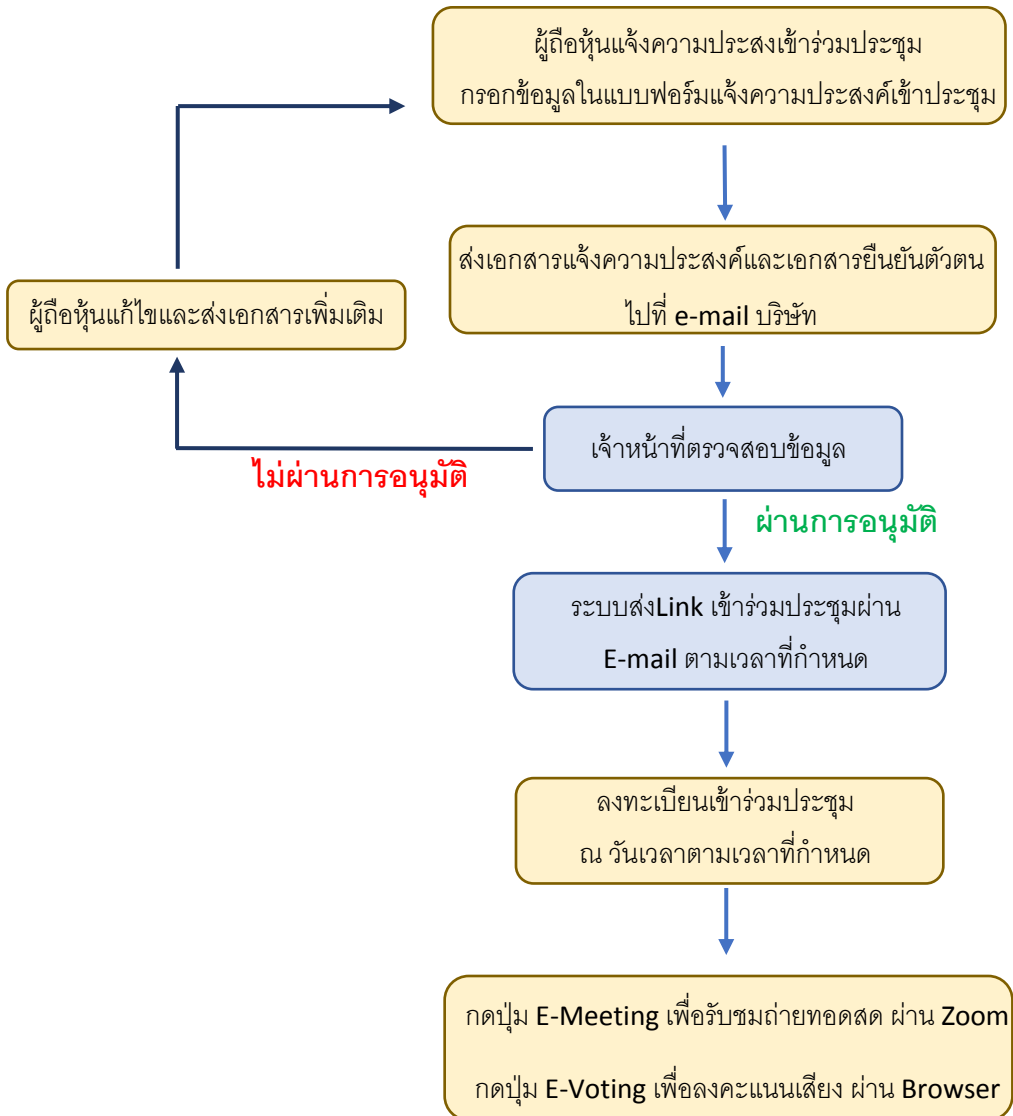 ผู้ถือหุ้นแจ้งความประสงเข้าร่วมประชุม
กรอกข้อมูลในแบบฟอร์มแจ้งความประสงค์เข้าประชุม
ส่งเอกสารแจ้งความประสงค์และเอกสารยืนยันตัวตน
ไปที่ e-mail บริษัท
ผู้ถือหุ้นแก้ไขและส่งเอกสารเพิ่มเติม
เจ้าหน้าที่ตรวจสอบข้อมูล
ไม่ผ่านการอนุมัติ
ผ่านการอนุมัติ
ระบบส่งLink เข้าร่วมประชุมผ่าน
E-mail ตามเวลาที่กำหนด
ลงทะเบียนเข้าร่วมประชุม
ณ วันเวลาตามเวลาที่กำหนด
กดปุ่ม E-Meeting เพื่อรับชมถ่ายทอดสด ผ่าน Zoom
กดปุ่ม E-Voting เพื่อลงคะแนนเสียง ผ่าน Browser